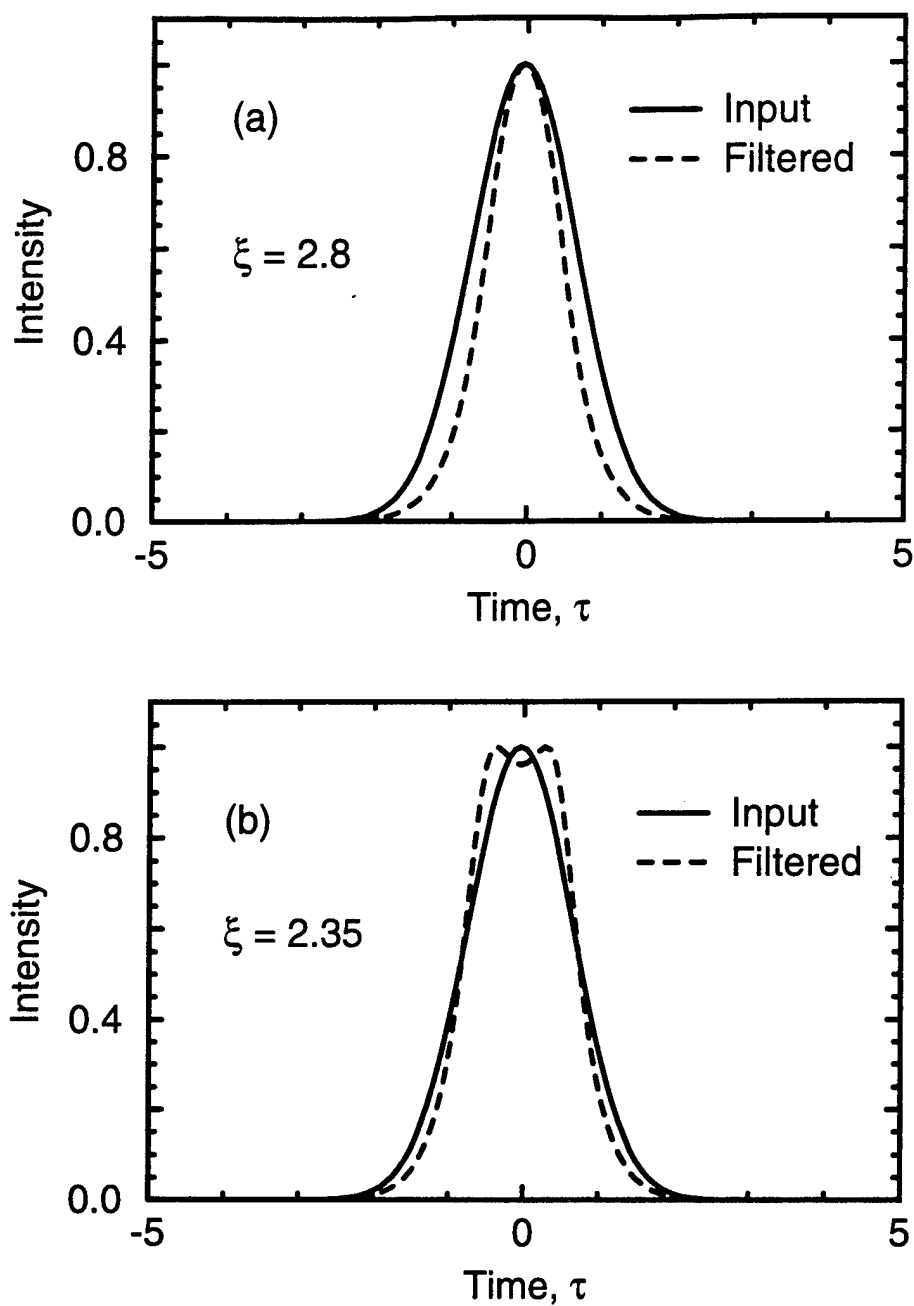 (a)
Input
Filtered
ξ = 2.8
Intensity
0.8
0.4
0.0
-5
0
5
Time, τ
(b)
Input
Filtered
ξ = 2.35
Intensity
0.8
0.4
0.0
-5
0
5
Time, τ